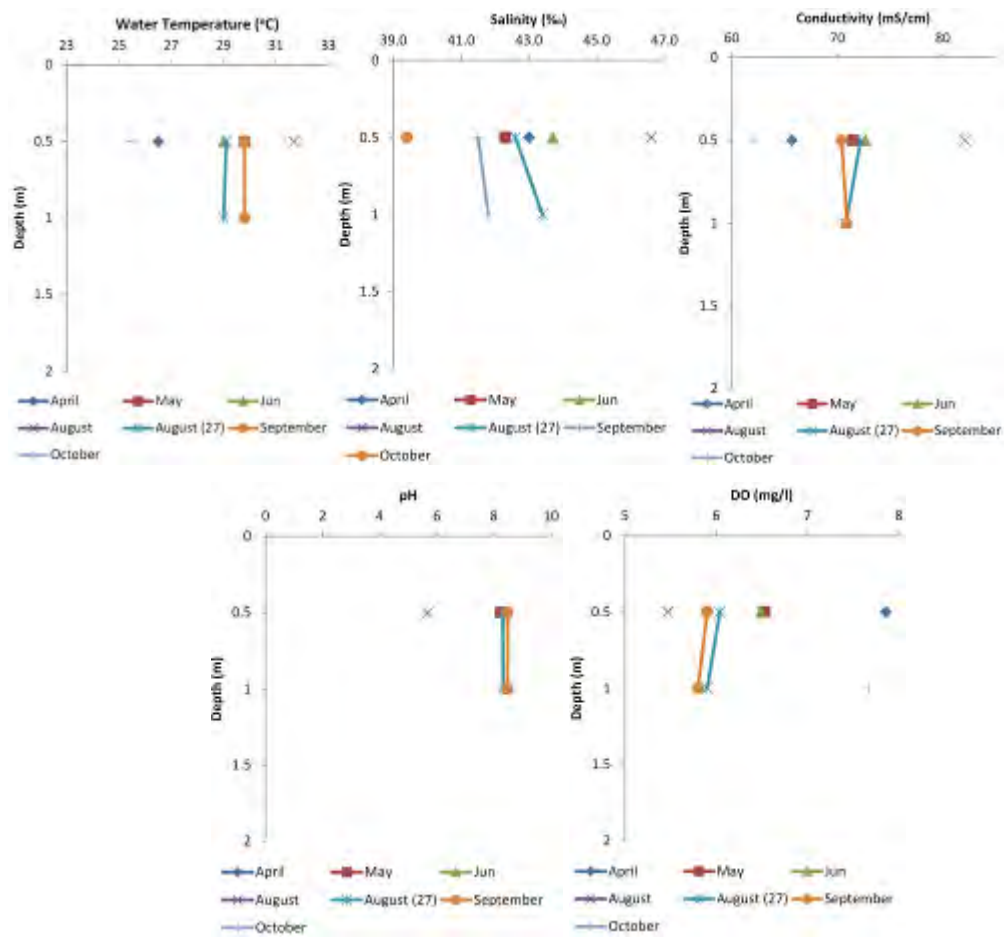 Water Temperature (°C)
23 25 27 29 31 33
0
0.5
1
1.5
2
Depth (m)
April May Jun
August August (27) September
October
Salinity (‰)
39.0 41.0 43.0 45.0 47.0
0
0.5
1
1.5
2
Depth (m)
April May Jun
August August (27) September
October
Conductivity (mS/cm)
60 70 80
0
0.5
1
1.5
2
Depth (m)
April May Jun
August August (27) September
October
pH
0 2 4 6 8 10
0
0.5
1
1.5
2
Depth (m)
April May Jun
August August (27) September
October
DO (mg/l)
5 6 7 8
0
0.5
1
1.5
2
Depth (m)
April May Jun
August August (27) September
October